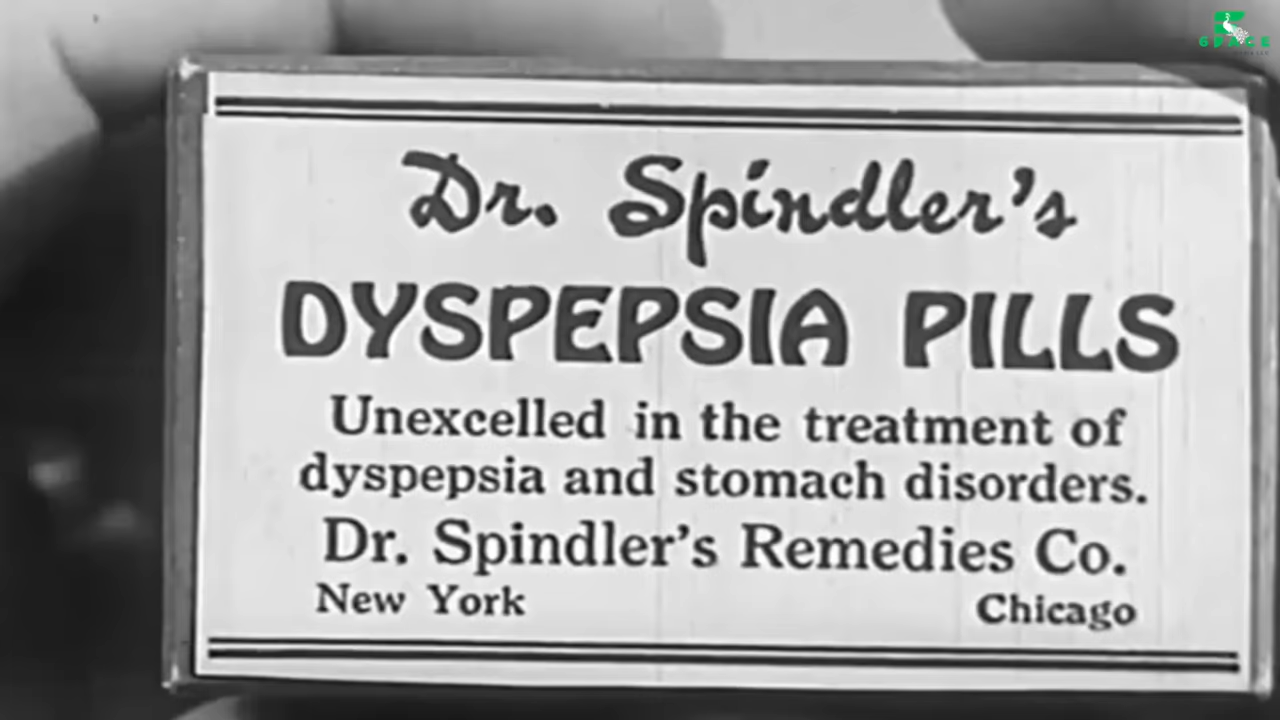 Dr. Spindler's
DYSPEPSIA PILLS
Unexcelled in the treatment of
dyspepsia and stomach disorders.
Dr. Spindler's Remedies Co.
New York Chicago